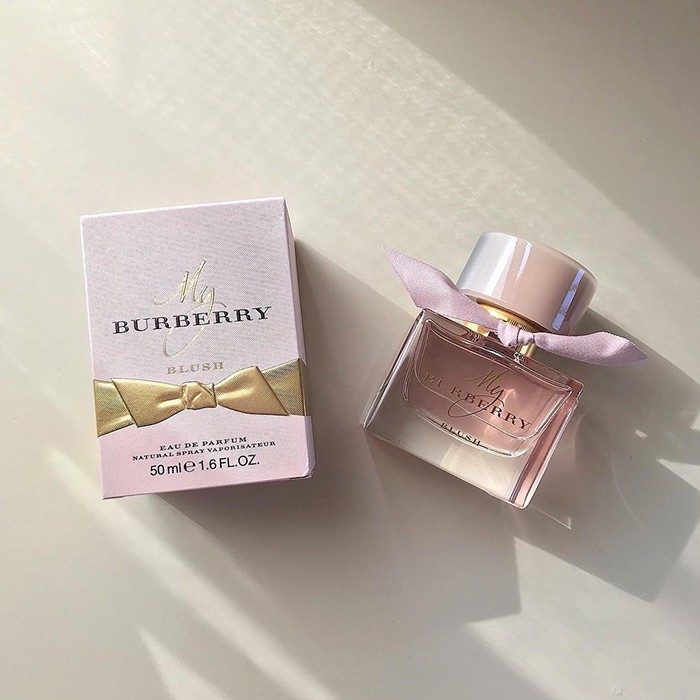 My
BURBERRY
BLUSH
EAU DE PARFUM
NATURAL SPRAY VAPORISATEUR
50 ml e 1.6 FL.OZ.
My
BURBERRY
BLUSH